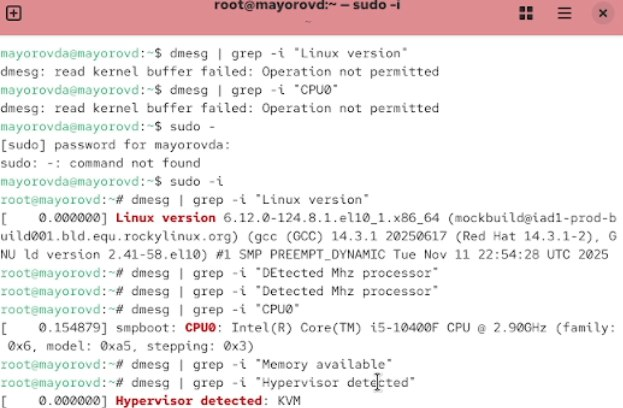 root@mayorovd:~ — sudo -i
~
mayorovda@mayorovd:~$ dmesg | grep -i "Linux version"
dmesg: read kernel buffer failed: Operation not permitted
mayorovda@mayorovd:~$ dmesg | grep -i "CPU0"
dmesg: read kernel buffer failed: Operation not permitted
mayorovda@mayorovd:~$ sudo -
[sudo] password for mayorovda:
sudo: -: command not found
mayorovda@mayorovd:~$ sudo -i
root@mayorovd:~# dmesg | grep -i "Linux version"
[    0.000000] Linux version 6.12.0-124.8.1.el10_1.x86_64 (mockbuild@iad1-prod-b
uild001.bld.equ.rockylinux.org) (gcc (GCC) 14.3.1 20250617 (Red Hat 14.3.1-2), G
NU ld version 2.41-58.el10) #1 SMP PREEMPT_DYNAMIC Tue Nov 11 22:54:28 UTC 2025
root@mayorovd:~# dmesg | grep -i "DEtected Mhz processor"
root@mayorovd:~# dmesg | grep -i "Detected Mhz processor"
root@mayorovd:~# dmesg | grep -i "CPU0"
[    0.154879] smpboot: CPU0: Intel(R) Core(TM) i5-10400F CPU @ 2.90GHz (family:
 0x6, model: 0xa5, stepping: 0x3)
root@mayorovd:~# dmesg | grep -i "Memory available"
root@mayorovd:~# dmesg | grep -i "Hypervisor detected"
[    0.000000] Hypervisor detected: KVM